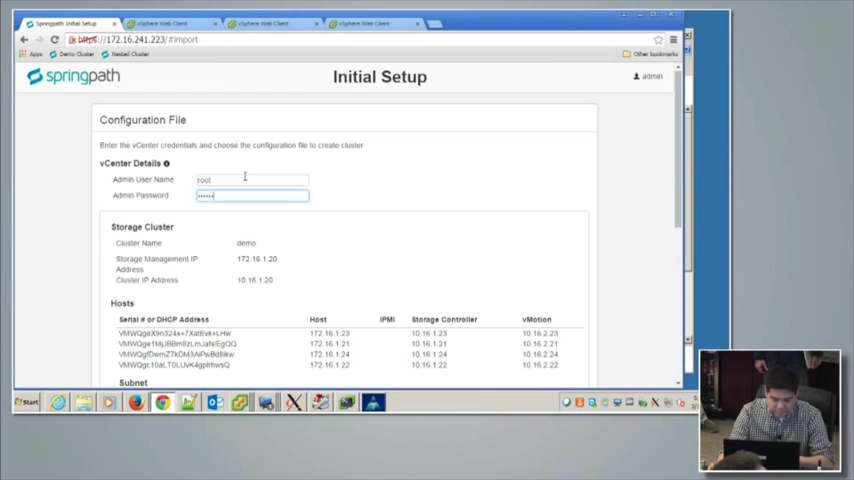 Springpath Initial Setup
vSphere Web Client
vSphere Web Client
vSphere Web Client
https://172.16.241.223/#import
Apps
Demo Cluster
Nested Cluster
Other bookmarks
springpath
Initial Setup
admin
Configuration File
Enter the vCenter credentials and choose the configuration file to create cluster.
vCenter Details
Admin User Name
root
Admin Password
Storage Cluster
Cluster Name
demo
Storage Management IP
172.16.1.20
Address
Cluster IP Address
10.16.1.20
Hosts
Serial # or DHCP Address
Host
IPMI
Storage Controller
vMotion
172.16.1.23
10.16.1.23
10.16.2.23
172.16.1.21
10.16.1.21
10.16.2.21
172.16.1.24
10.16.1.24
10.16.2.24
172.16.1.22
10.16.1.22
10.16.2.22
Subnet
Start